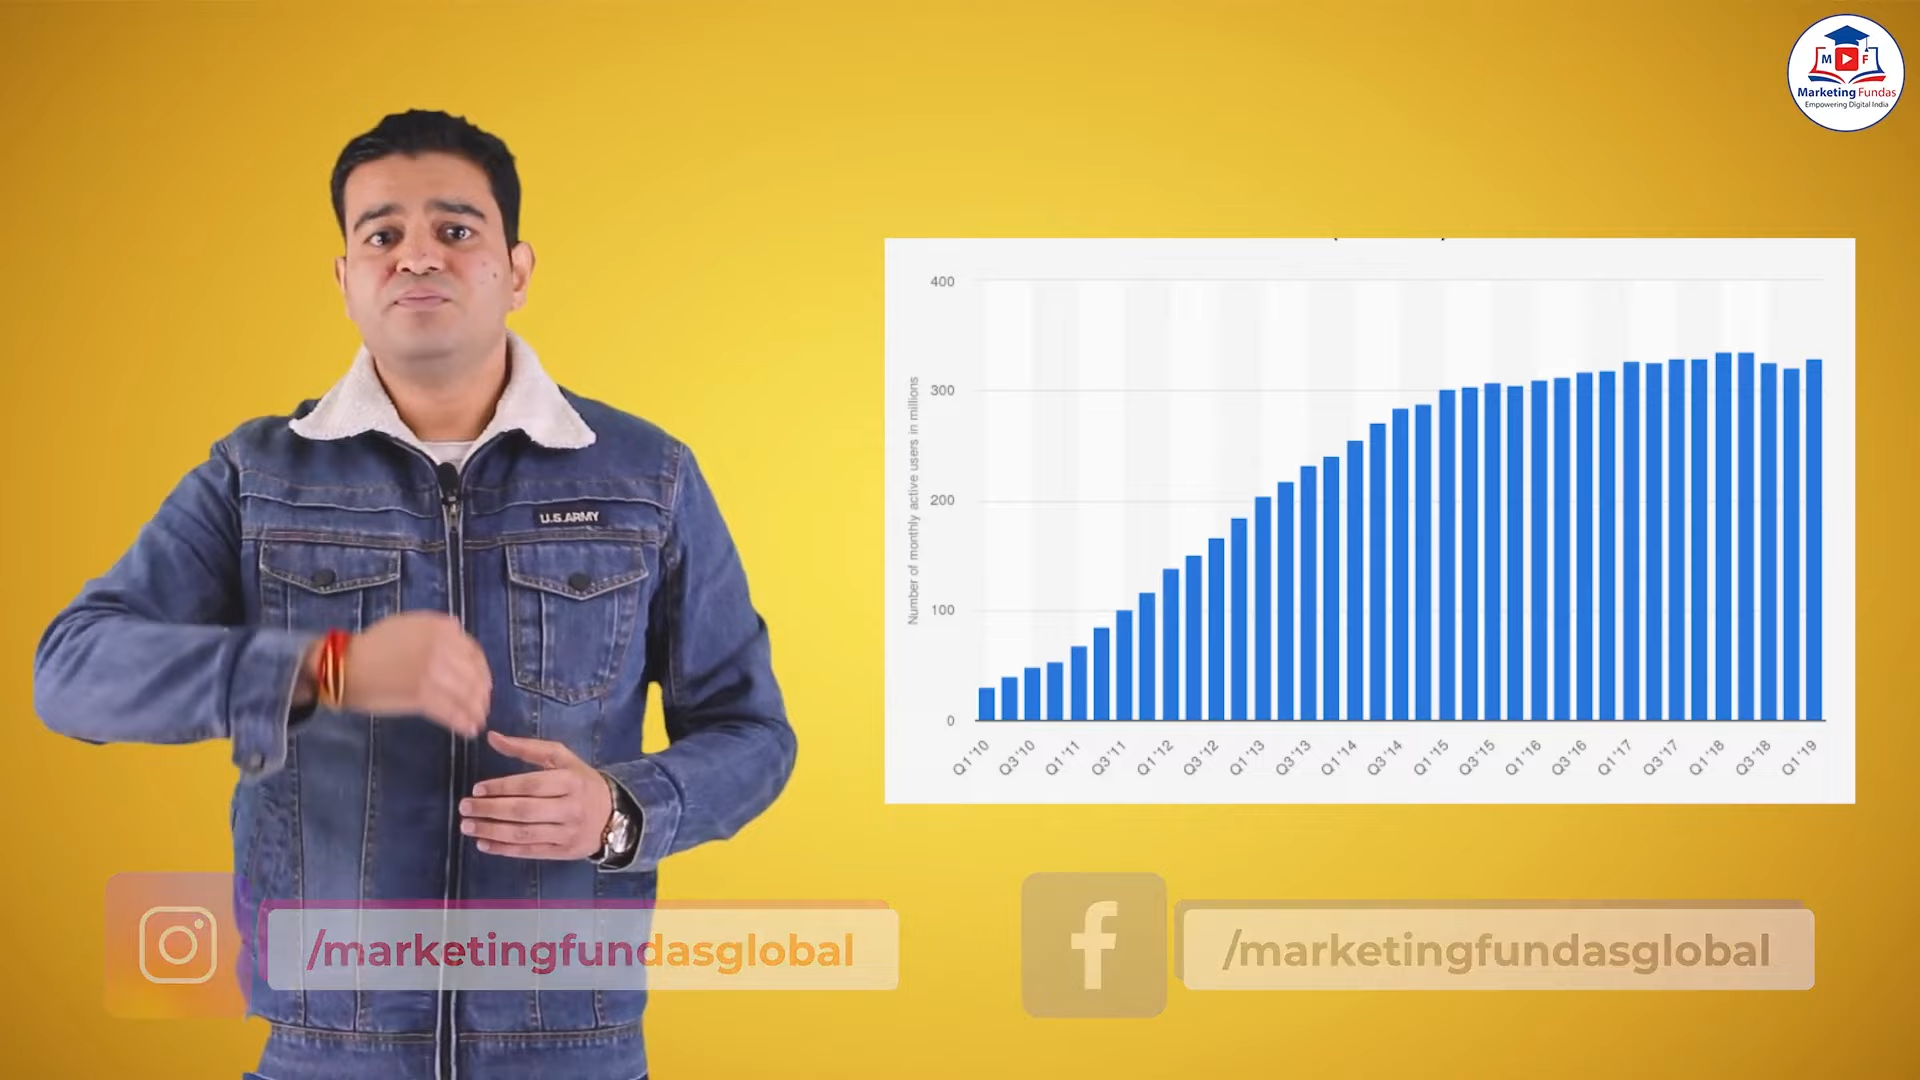 M F
Marketing Fundas
Empowering Digital India
U.S.ARMY
400
300
200
100
0
Number of monthly active users in millions
Q1 '10
Q3 '10
Q1 '11
Q3 '11
Q1 '12
Q3 '12
Q1 '13
Q3 '13
Q1 '14
Q3 '14
Q1 '15
Q3 '15
Q1 '16
Q3 '16
Q1 '17
Q3 '17
Q1 '18
Q3 '18
Q1 '19
/marketingfundasglobal
f
/marketingfundasglobal